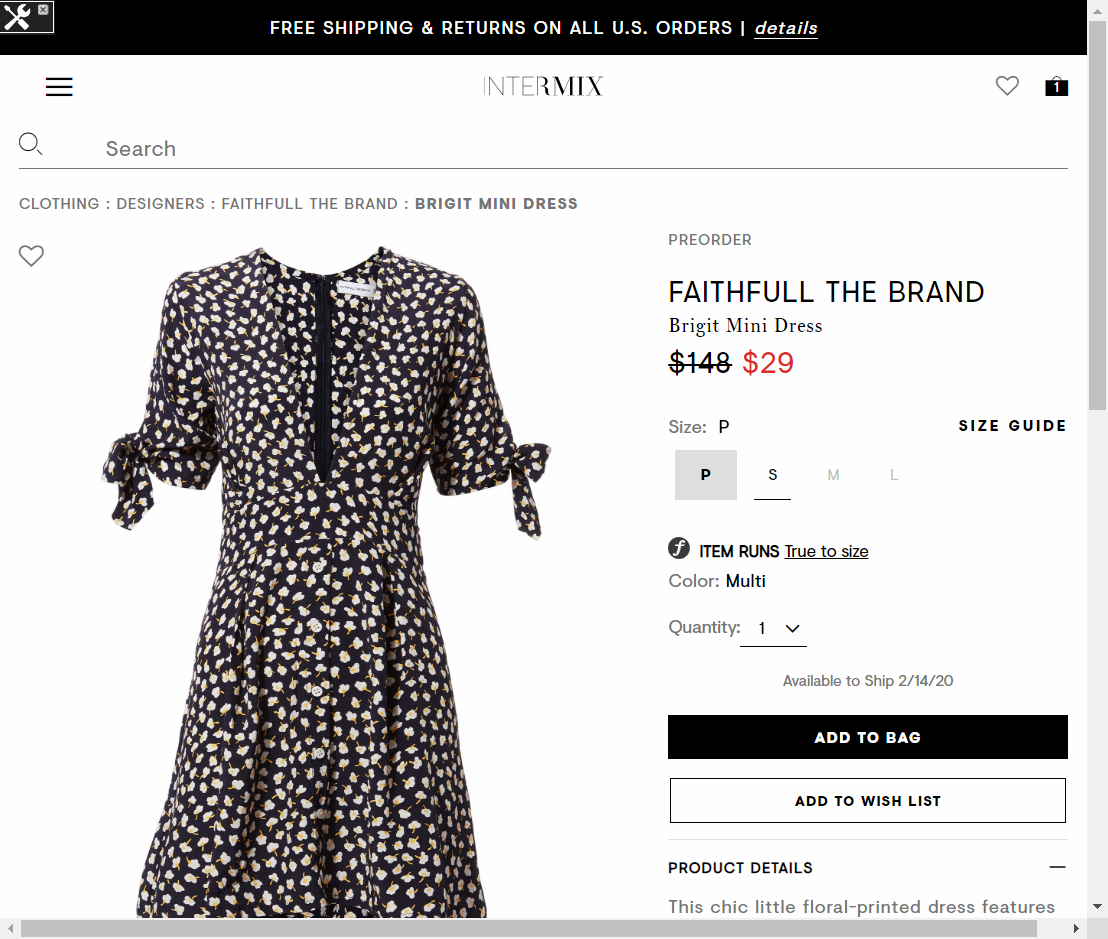 FREE SHIPPING & RETURNS ON ALL U.S. ORDERS | details
INTERMIX
1
Search
CLOTHING : DESIGNERS : FAITHFULL THE BRAND : BRIGIT MINI DRESS
PREORDER
FAITHFULL THE BRAND
Brigit Mini Dress
$148 $29
Size: P
SIZE GUIDE
P S M L
ITEM RUNS True to size
Color: Multi
Quantity: 1
Available to Ship 2/14/20
ADD TO BAG
ADD TO WISH LIST
PRODUCT DETAILS
This chic little floral-printed dress features